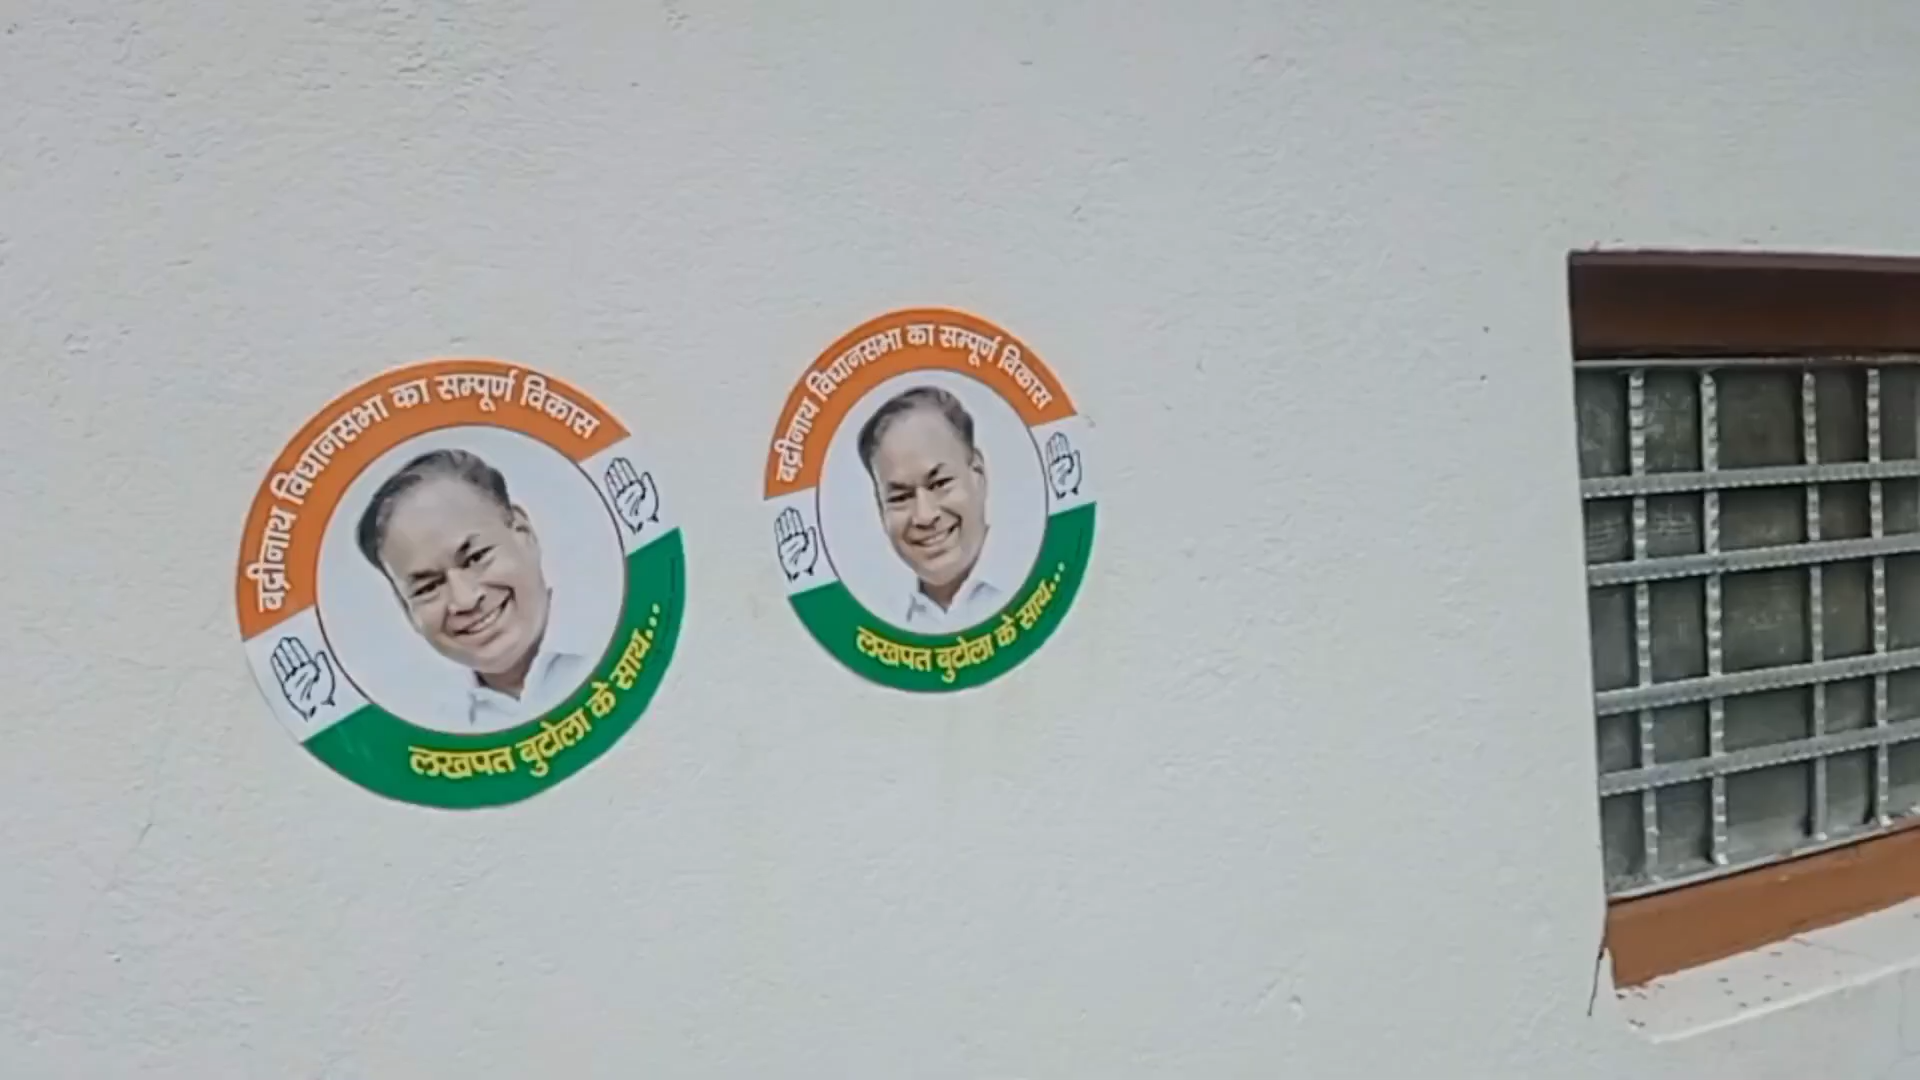 बद्रीनाथ विधानसभा का सम्पूर्ण विकास
लखपत बुटोला के साथ...
बद्रीनाथ विधानसभा का सम्पूर्ण विकास
लखपत बुटोला के साथ...